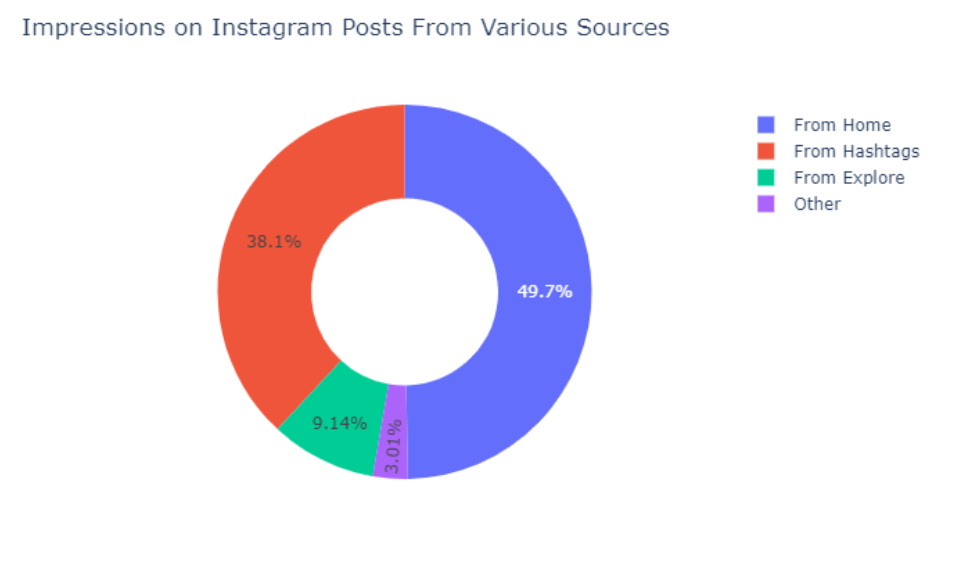 Impressions on Instagram Posts From Various Sources
From Home
From Hashtags
From Explore
Other
38.1%
49.7%
9.14%
3.01%